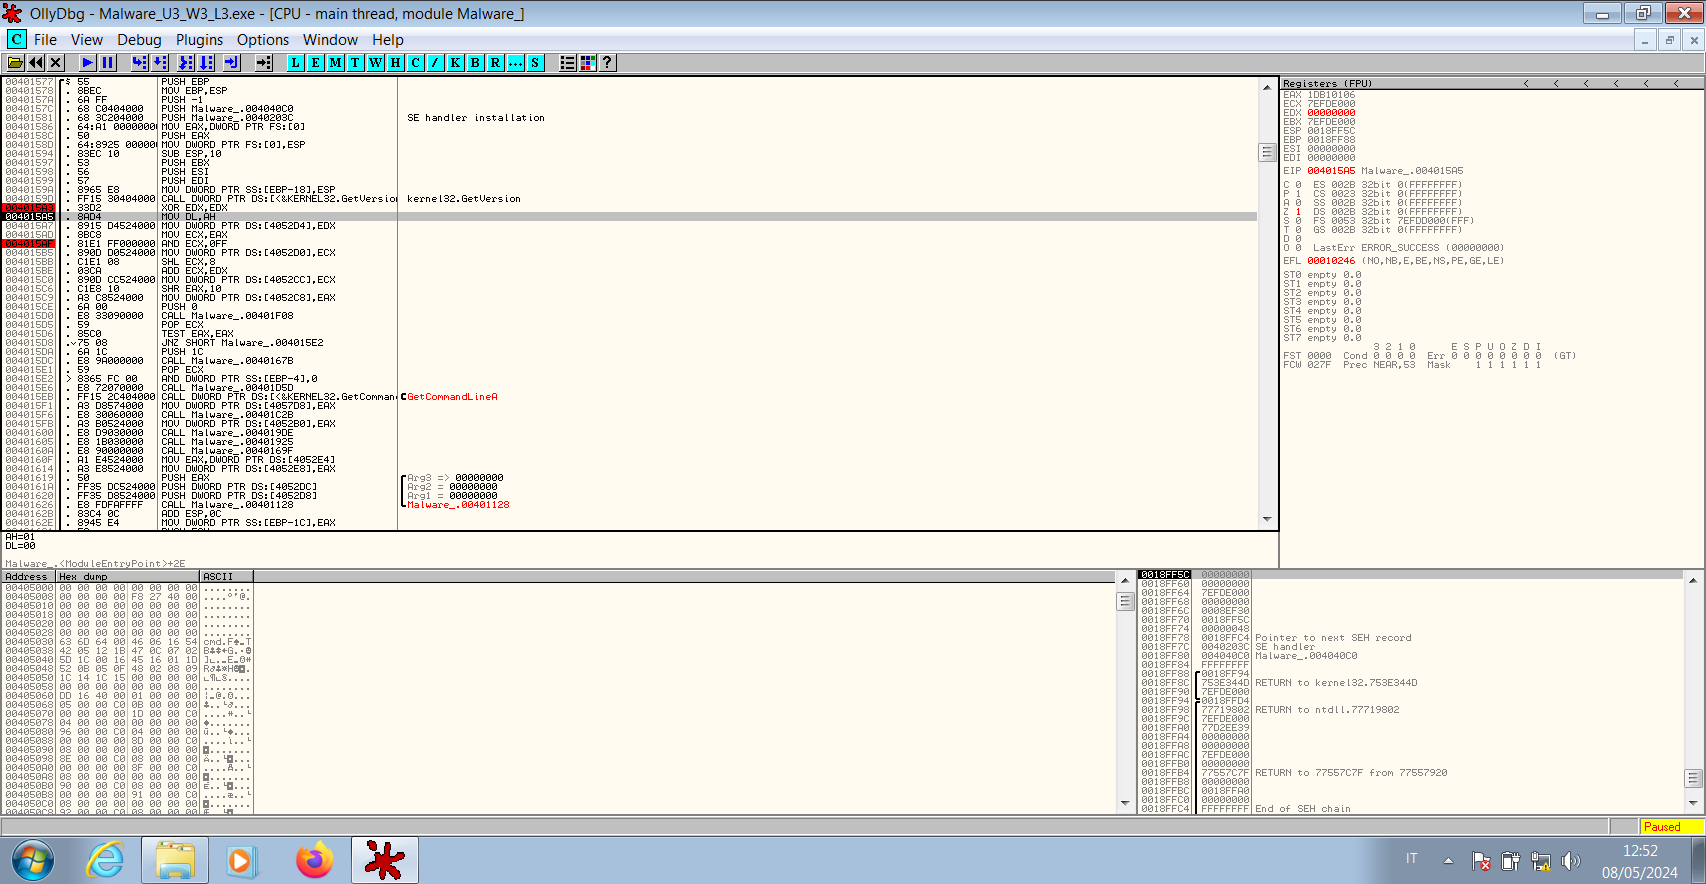 OllyDbg - Malware_U3_W3_L3.exe - [CPU - main thread, module Malware_]
C File View Debug Plugins Options Window Help
L E M T W H C / K B R ... S ?
00401577 $ 55 PUSH EBP
00401578 . 8BEC MOV EBP,ESP
0040157A . 6A FF PUSH -1
0040157C . 68 C0404000 PUSH Malware_.004040C0
00401581 . 68 3C204000 PUSH Malware_.0040203C SE handler installation
00401586 . 64:A1 0000000 MOV EAX,DWORD PTR FS:[0]
0040158C . 50 PUSH EAX
0040158D . 64:8925 00000 MOV DWORD PTR FS:[0],ESP
00401594 . 83EC 10 SUB ESP,10
00401597 . 53 PUSH EBX
00401598 . 56 PUSH ESI
00401599 . 57 PUSH EDI
0040159A . 8965 E8 MOV DWORD PTR SS:[EBP-18],ESP
0040159D . FF15 30404000 CALL DWORD PTR DS:[<&KERNEL32.GetVersion kernel32.GetVersion
004015A3 . 33D2 XOR EDX,EDX
004015A5 . 8AD4 MOV DL,AH
004015A7 . 8915 D4524000 MOV DWORD PTR DS:[4052D4],EDX
004015AD . 8BC8 MOV ECX,EAX
004015AF . 81E1 FF000000 AND ECX,0FF
004015B5 . 890D D0524000 MOV DWORD PTR DS:[4052D0],ECX
004015BB . C1E1 08 SHL ECX,8
004015BE . 03CA ADD ECX,EDX
004015C0 . 890D CC524000 MOV DWORD PTR DS:[4052CC],ECX
004015C6 . C1E8 10 SHR EAX,10
004015C9 . A3 C8524000 MOV DWORD PTR DS:[4052C8],EAX
004015CE . 6A 00 PUSH 0
004015D0 . E8 33090000 CALL Malware_.00401F08
004015D5 . 59 POP ECX
004015D6 . 85C0 TEST EAX,EAX
004015D8 . 75 08 JNZ SHORT Malware_.004015E2
004015DA . 6A 1C PUSH 1C
004015DC . E8 9A000000 CALL Malware_.0040167B
004015E1 . 59 POP ECX
004015E2 > 8365 FC 00 AND DWORD PTR SS:[EBP-4],0
004015E6 . E8 72070000 CALL Malware_.00401D5D
004015EB . FF15 2C404000 CALL DWORD PTR DS:[<&KERNEL32.GetComman GetCommandLineA
004015F1 . A3 D8574000 MOV DWORD PTR DS:[4057D8],EAX
004015F6 . E8 30060000 CALL Malware_.00401C2B
004015FB . A3 B0524000 MOV DWORD PTR DS:[4052B0],EAX
00401600 . E8 D9030000 CALL Malware_.004019DE
00401605 . E8 1B030000 CALL Malware_.00401925
0040160A . E8 90000000 CALL Malware_.0040169F
0040160F . A1 E4524000 MOV EAX,DWORD PTR DS:[4052E4]
00401614 . A3 E8524000 MOV DWORD PTR DS:[4052E8],EAX
00401619 . 50 PUSH EAX Arg3 => 00000000
0040161A . FF35 DC524000 PUSH DWORD PTR DS:[4052DC] Arg2 = 00000000
00401620 . FF35 D8524000 PUSH DWORD PTR DS:[4052D8] Arg1 = 00000000
00401626 . E8 FDFAFFFF CALL Malware_.00401128 Malware_.00401128
0040162B . 83C4 0C ADD ESP,0C
0040162E . 8945 E4 MOV DWORD PTR SS:[EBP-1C],EAX
AH=01
DL=00
Malware_.<ModuleEntryPoint>+2E
Registers (FPU) < < < < < <
EAX 1DB10106
ECX 7EFDE000
EDX 00000000
EBX 7EFDE000
ESP 0018FF5C
EBP 0018FF88
ESI 00000000
EDI 00000000
EIP 004015A5 Malware_.004015A5
C 0 ES 002B 32bit 0(FFFFFFFF)
P 1 CS 0023 32bit 0(FFFFFFFF)
A 0 SS 002B 32bit 0(FFFFFFFF)
Z 1 DS 002B 32bit 0(FFFFFFFF)
S 0 FS 0053 32bit 7EFDD000(FFF)
T 0 GS 002B 32bit 0(FFFFFFFF)
D 0
O 0 LastErr ERROR_SUCCESS (00000000)
EFL 00010246 (NO,NB,E,BE,NS,PE,GE,LE)
ST0 empty 0.0
ST1 empty 0.0
ST2 empty 0.0
ST3 empty 0.0
ST4 empty 0.0
ST5 empty 0.0
ST6 empty 0.0
ST7 empty 0.0
3 2 1 0 E S P U O Z D I
FST 0000 Cond 0 0 0 0 Err 0 0 0 0 0 0 0 0 (GT)
FCW 027F Prec NEAR,53 Mask 1 1 1 1 1 1
Address Hex dump ASCII
00405000 00 00 00 00 00 00 00 00 ........
00405008 00 00 00 00 F8 27 40 00 ....°'@.
00405010 00 00 00 00 00 00 00 00 ........
00405018 00 00 00 00 00 00 00 00 ........
00405020 00 00 00 00 00 00 00 00 ........
00405028 00 00 00 00 00 00 00 00 ........
00405030 63 6D 64 00 46 06 16 54 cmd.F♠▬T
00405038 42 05 12 1B 47 0C 07 02
00405040 5D 1C 00 16 45 16 01 1D
00405048 52 0B 05 0F 48 02 08 09
00405050 1C 14 1C 15 00 00 00 00
00405058 00 00 00 00 00 00 00 00 ........
00405060 DD 16 40 00 01 00 00 00
00405068 05 00 00 C0 0B 00 00 00
00405070 00 00 00 00 1D 00 00 C0
00405078 04 00 00 00 00 00 00 00
00405080 96 00 00 C0 04 00 00 00
00405088 00 00 00 00 8D 00 00 C0
00405090 08 00 00 00 00 00 00 00
00405098 8E 00 00 C0 08 00 00 00
004050A0 00 00 00 00 8F 00 00 C0
004050A8 08 00 00 00 00 00 00 00
004050B0 90 00 00 C0 08 00 00 00
004050B8 00 00 00 00 91 00 00 C0
004050C0 08 00 00 00 00 00 00 00
004050C8 92 00 00 C0 08 00 00 00
0018FF5C 00000000
0018FF60 00000000
0018FF64 7EFDE000
0018FF68 00000000
0018FF6C 0008EF30
0018FF70 0018FF5C
0018FF74 00000048
0018FF78 0018FFC4 Pointer to next SEH record
0018FF7C 0040203C SE handler
0018FF80 004040C0 Malware_.004040C0
0018FF84 FFFFFFFF
0018FF88 0018FF94
0018FF8C 753E344D RETURN to kernel32.753E344D
0018FF90 7EFDE000
0018FF94 0018FFD4
0018FF98 77719802 RETURN to ntdll.77719802
0018FF9C 7EFDE000
0018FFA0 77D2EE39
0018FFA4 00000000
0018FFA8 00000000
0018FFAC 7EFDE000
0018FFB0 00000000
0018FFB4 77557C7F RETURN to 77557C7F from 77557920
0018FFB8 00000000
0018FFBC 0018FFA0
0018FFC0 00000000
0018FFC4 FFFFFFFF End of SEH chain
Paused
IT
12:52
08/05/2024